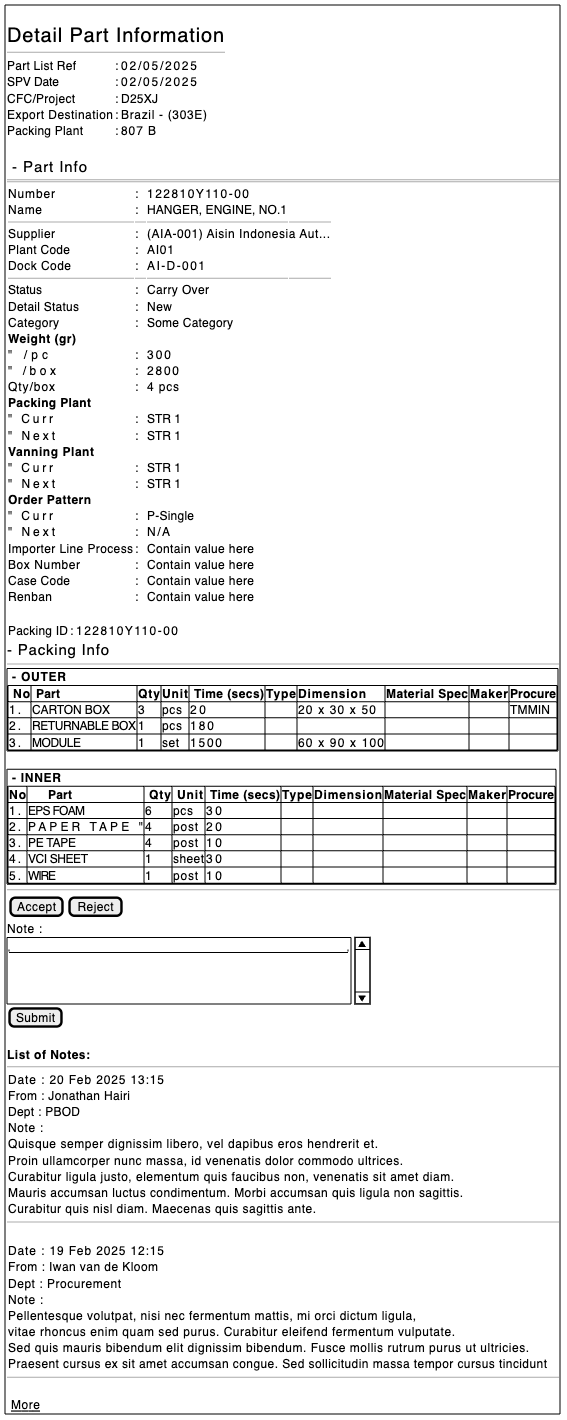 Detail Part Information
Part List Ref :02/05/2025
SPV Date :02/05/2025
CFC/Project :D25XJ
Export Destination:Brazil - (303E)
Packing Plant :807 B
- Part Info
Number : 122810Y110-00
Name : HANGER, ENGINE, NO.1
Supplier : (AIA-001) Aisin Indonesia Aut...
Plant Code : AI01
Dock Code : AI-D-001
Status : Carry Over
Detail Status : New
Category : Some Category
Weight (gr)
" /pc : 300
" /box : 2800
Qty/box : 4 pcs
Packing Plant
" Curr : STR 1
" Next : STR 1
Vanning Plant
" Curr : STR 1
" Next : STR 1
Order Pattern
" Curr : P-Single
" Next : N/A
Importer Line Process: Contain value here
Box Number : Contain value here
Case Code : Contain value here
Renban : Contain value here
Packing ID:122810Y110-00
- Packing Info
- OUTER
No Part Qty Unit Time (secs) Type Dimension Material Spec Maker Procure
1. CARTON BOX 3 pcs 20 20 x 30 x 50 TMMIN
2. RETURNABLE BOX 1 pcs 180
3. MODULE 1 set 1500 60 x 90 x 100
- INNER
No Part Qty Unit Time (secs) Type Dimension Material Spec Maker Procure
1. EPS FOAM 6 pcs 30
2. PAPER TAPE " 4 post 20
3. PE TAPE 4 post 10
4. VCI SHEET 1 sheet 30
5. WIRE 1 post 10
Accept Reject
Note :
Submit
List of Notes:
Date : 20 Feb 2025 13:15
From : Jonathan Hairi
Dept : PBOD
Note :
Quisque semper dignissim libero, vel dapibus eros hendrerit et.
Proin ullamcorper nunc massa, id venenatis dolor commodo ultrices.
Curabitur ligula justo, elementum quis faucibus non, venenatis sit amet diam.
Mauris accumsan luctus condimentum. Morbi accumsan quis ligula non sagittis.
Curabitur quis nisl diam. Maecenas quis sagittis ante.
Date : 19 Feb 2025 12:15
From : Iwan van de Kloom
Dept : Procurement
Note :
Pellentesque volutpat, nisi nec fermentum mattis, mi orci dictum ligula,
vitae rhoncus enim quam sed purus. Curabitur eleifend fermentum vulputate.
Sed quis mauris bibendum elit dignissim bibendum. Fusce mollis rutrum purus ut ultricies.
Praesent cursus ex sit amet accumsan congue. Sed sollicitudin massa tempor cursus tincidunt
More